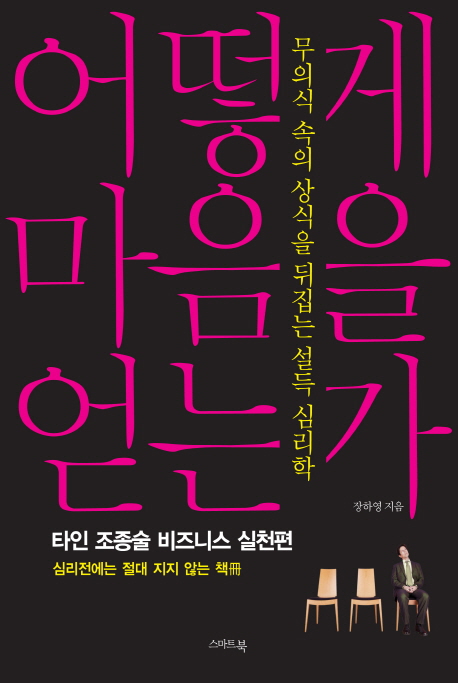 어떻게
마음을
얻는가
무의식 속의 상식을 뒤집는 설득 심리학
장하영 지음
타인 조종술 비즈니스 실천편
심리전에는 절대 지지 않는 책冊
스마트북